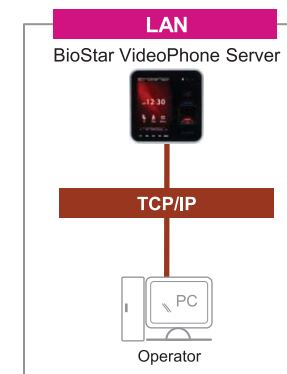 LAN
BioStar VideoPhone Server
12:30
TCP/IP
PC
Operator